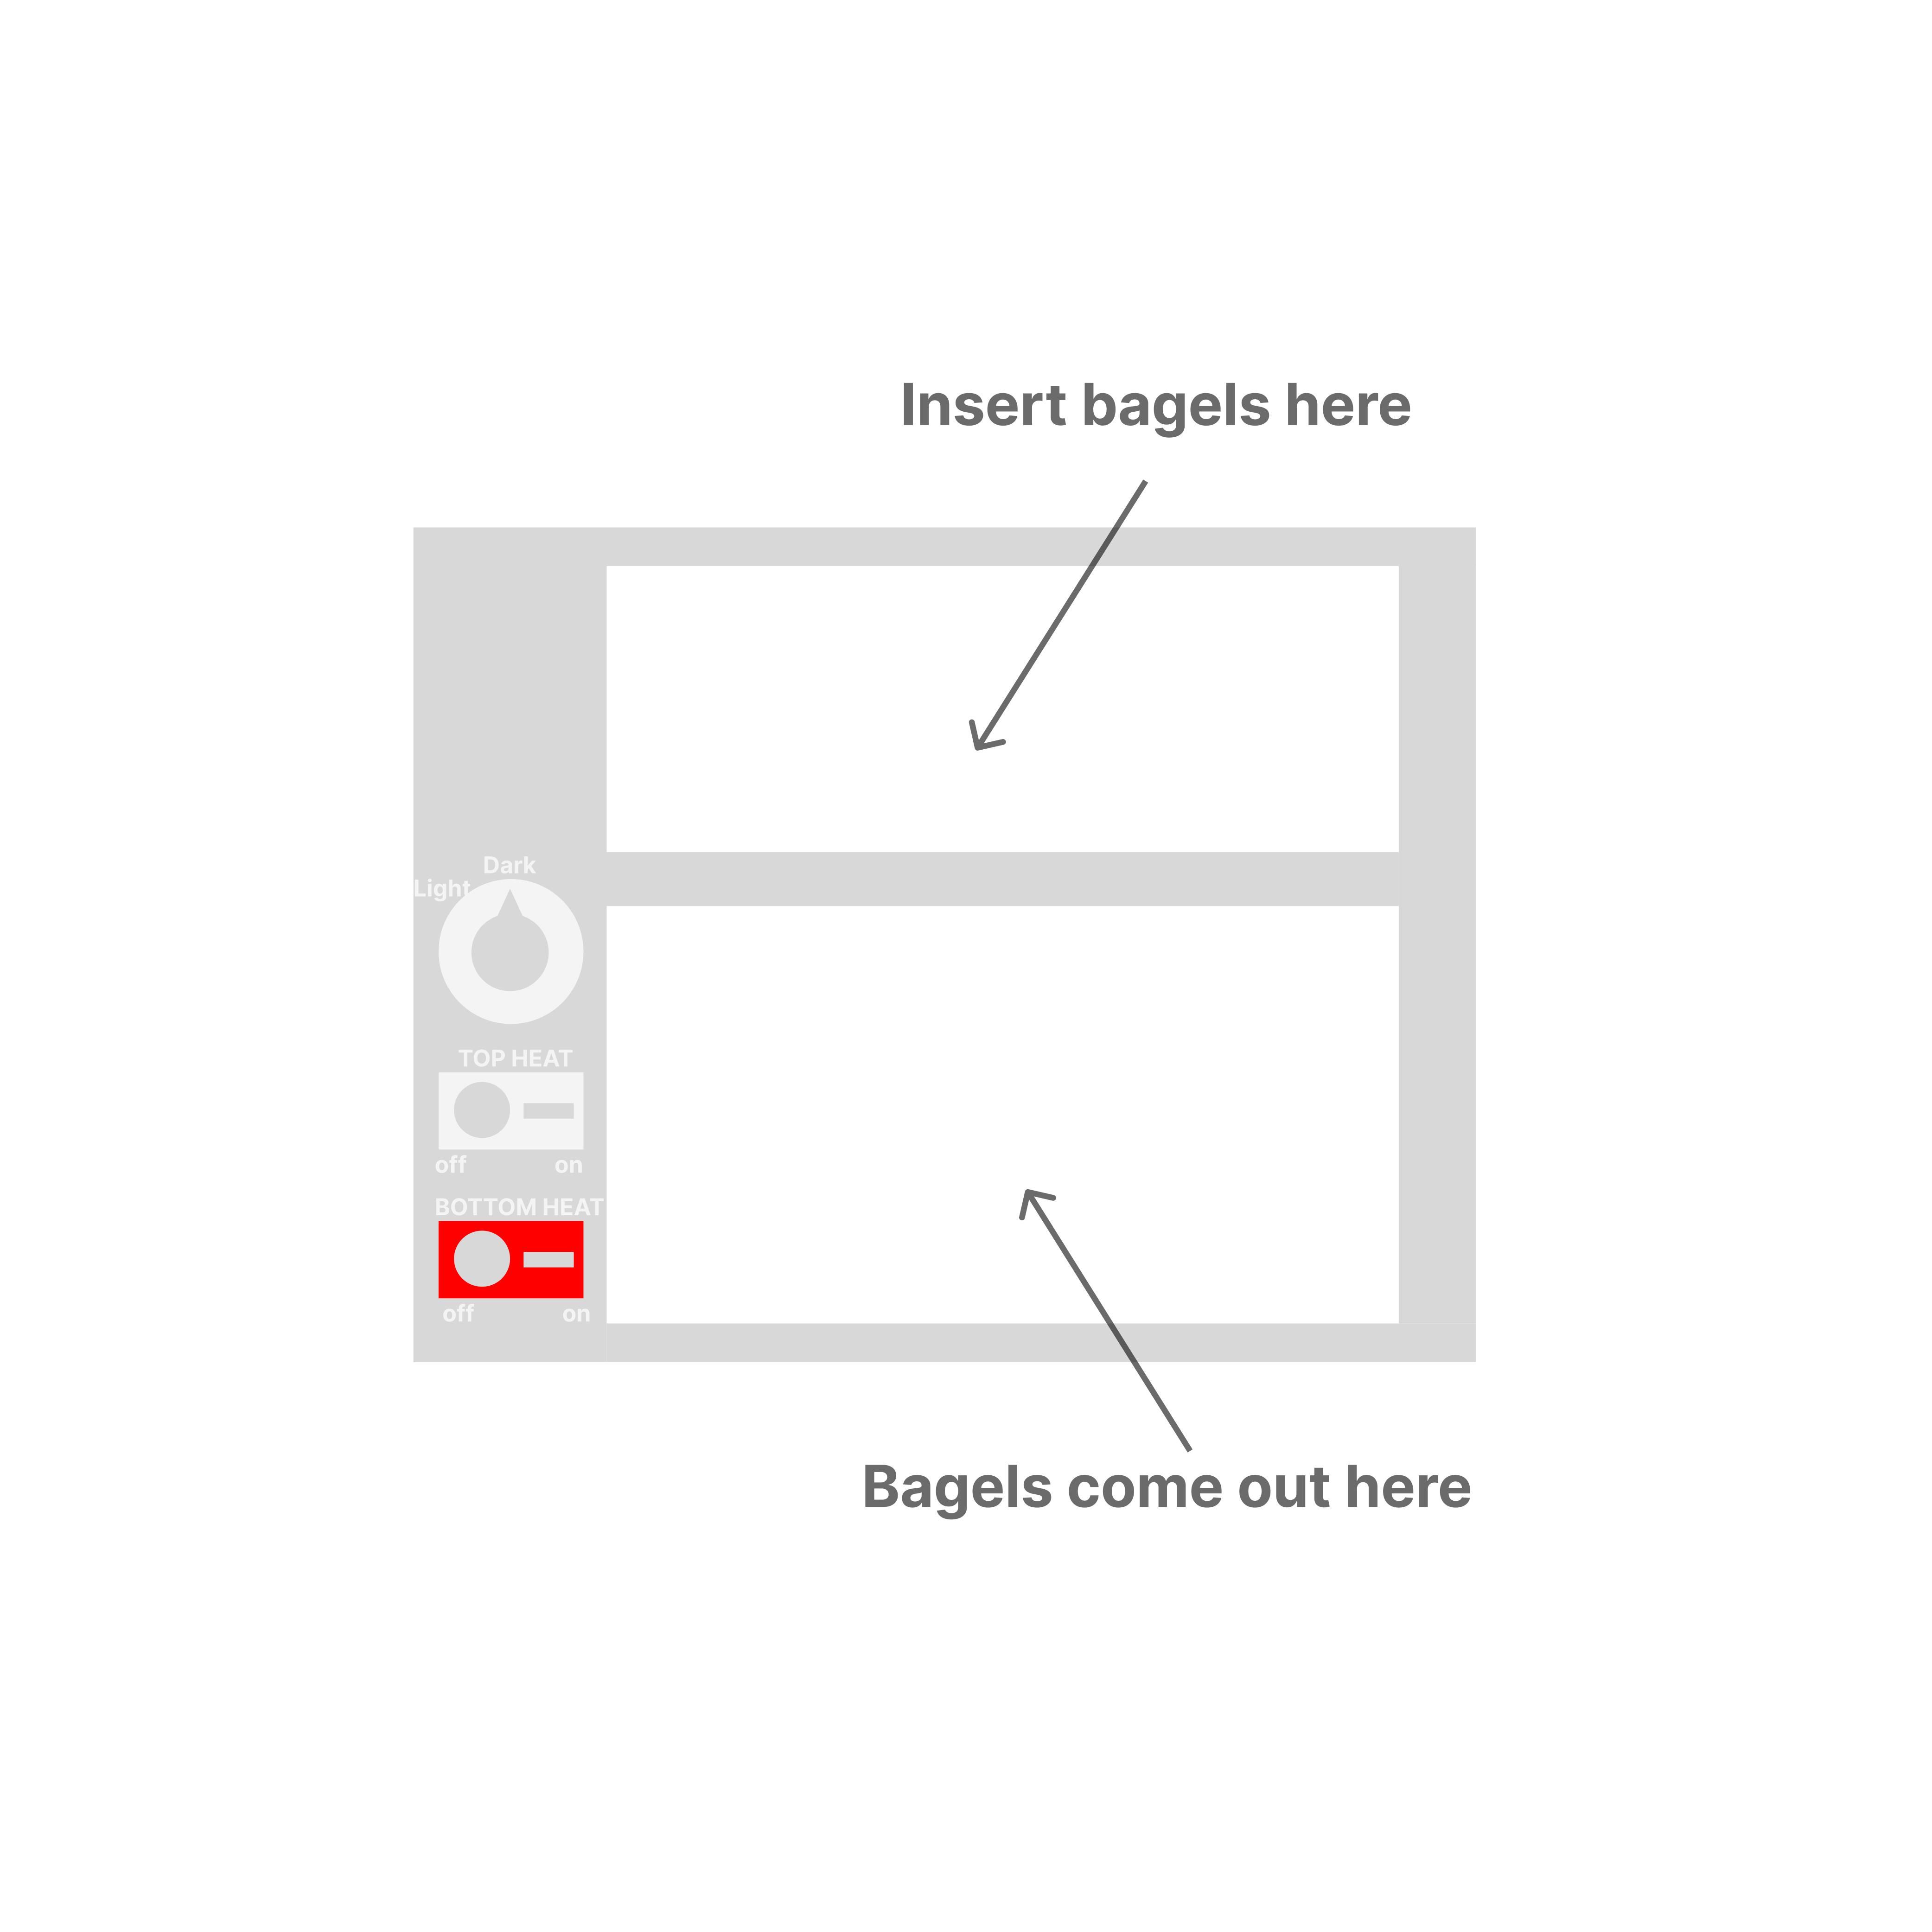 Insert bagels here
Dark
Light
TOP HEAT
off on
BOTTOM HEAT
off on
Bagels come out here